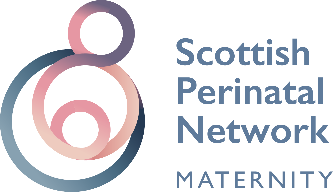 Scottish
Perinatal
Network
MATERNITY